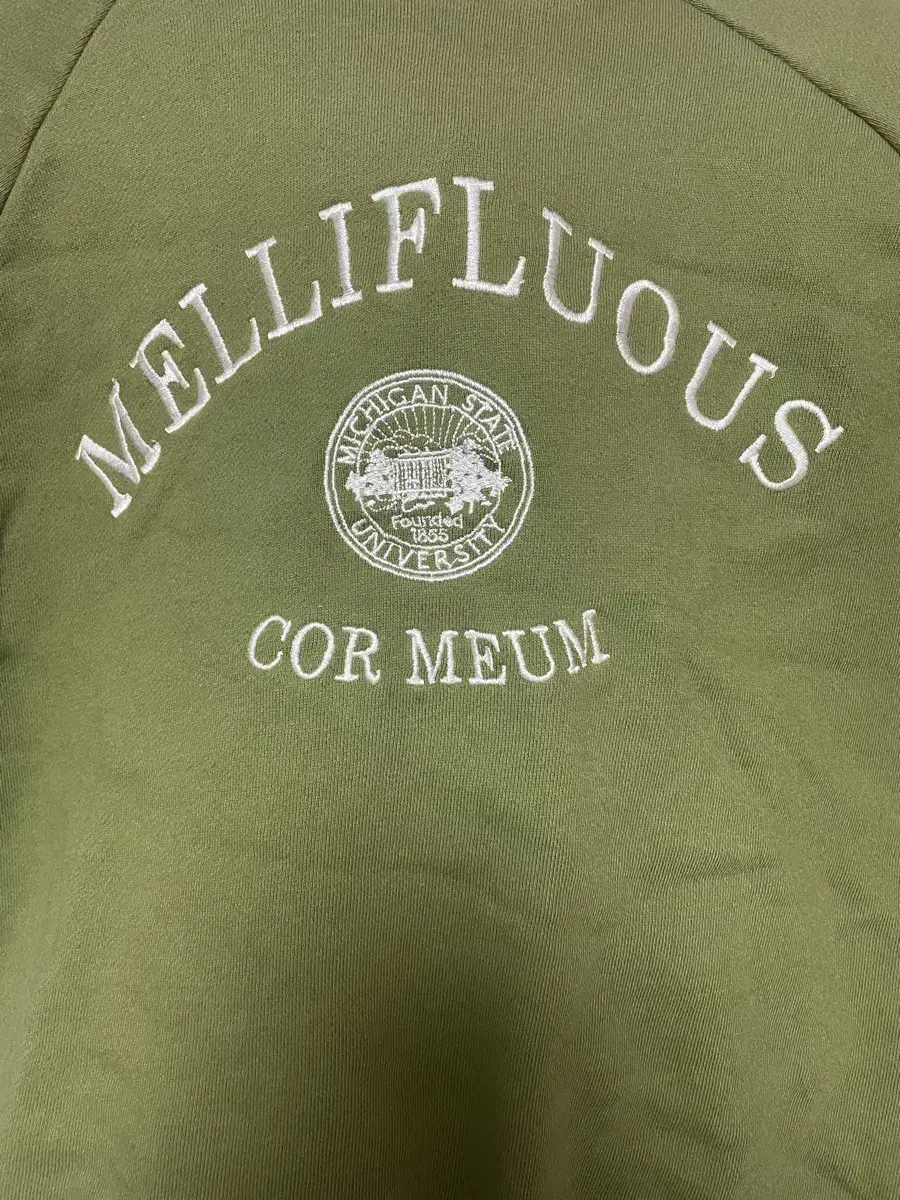 MELLIFLUOUS
MICHIGAN STATE
Founded
1855
UNIVERSITY
COR MEUM